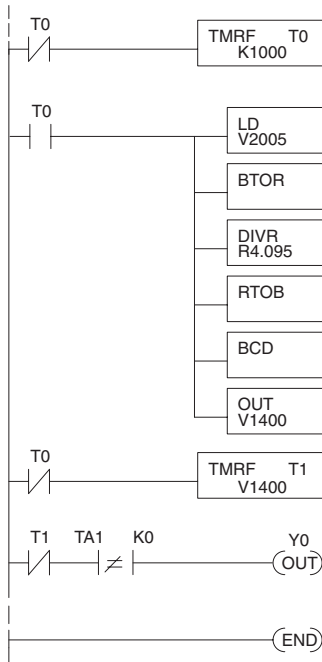 T0
TMRF T0
K1000
T0
LD
V2005
BTOR
DIVR
R4.095
RTOB
BCD
OUT
V1400
T0
TMRF T1
V1400
T1 TA1 K0 Y0
≠ OUT
END